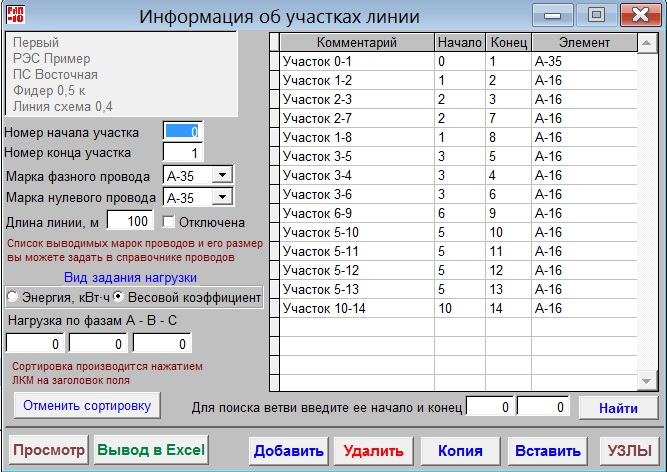 РАП
-10
Информация об участках линии
Первый
РЭС Пример
ПС Восточная
Фидер 0,5 к
Линия схема 0,4
Номер начала участка 0
Номер конца участка 1
Марка фазного провода А-35
Марка нулевого провода А-35
Длина линии, м 100 Отключена
Список выводимых марок проводов и его размер
вы можете задать в справочнике проводов
Вид задания нагрузки
Энергия, кВт·ч Весовой коэффициент
Нагрузка по фазам А - В - С
0 0 0
Сортировка производится нажатием
ЛКМ на заголовок поля
Отменить сортировку
Комментарий Начало Конец Элемент
Участок 0-1 0 1 А-35
Участок 1-2 1 2 А-16
Участок 2-3 2 3 А-16
Участок 2-7 2 7 А-16
Участок 1-8 1 8 А-16
Участок 3-5 3 5 А-16
Участок 3-4 3 4 А-16
Участок 3-6 3 6 А-16
Участок 6-9 6 9 А-16
Участок 5-10 5 10 А-16
Участок 5-11 5 11 А-16
Участок 5-12 5 12 А-16
Участок 5-13 5 13 А-16
Участок 10-14 10 14 А-16
Для поиска ветви введите ее начало и конец 0 0 Найти
Просмотр Вывод в Excel Добавить Удалить Копия Вставить УЗЛЫ